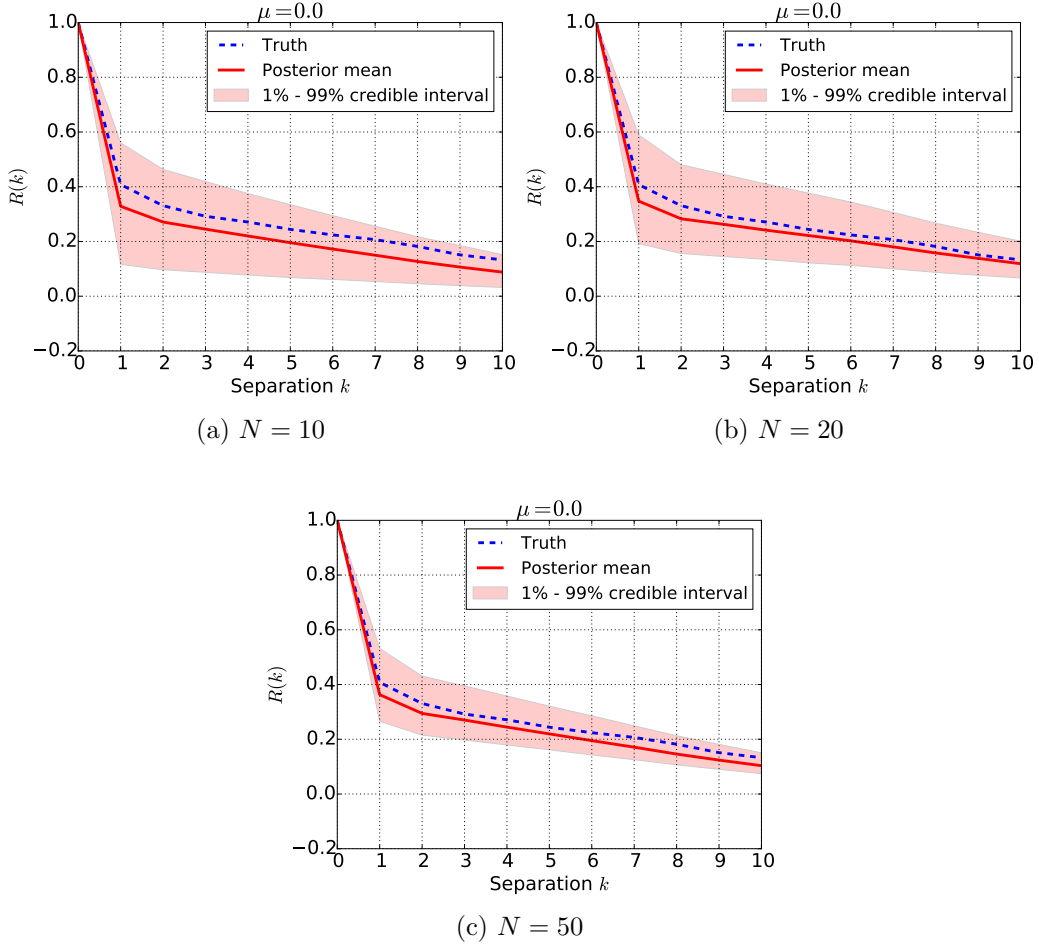 μ=0.0
1.0
0.8
0.6
0.4
0.2
0.0
−0.2
R(k)
Truth
Posterior mean
1% - 99% credible interval
0 1 2 3 4 5 6 7 8 9 10
Separation k
(a) N = 10
μ=0.0
1.0
0.8
0.6
0.4
0.2
0.0
−0.2
R(k)
Truth
Posterior mean
1% - 99% credible interval
0 1 2 3 4 5 6 7 8 9 10
Separation k
(b) N = 20
μ=0.0
1.0
0.8
0.6
0.4
0.2
0.0
−0.2
R(k)
Truth
Posterior mean
1% - 99% credible interval
0 1 2 3 4 5 6 7 8 9 10
Separation k
(c) N = 50